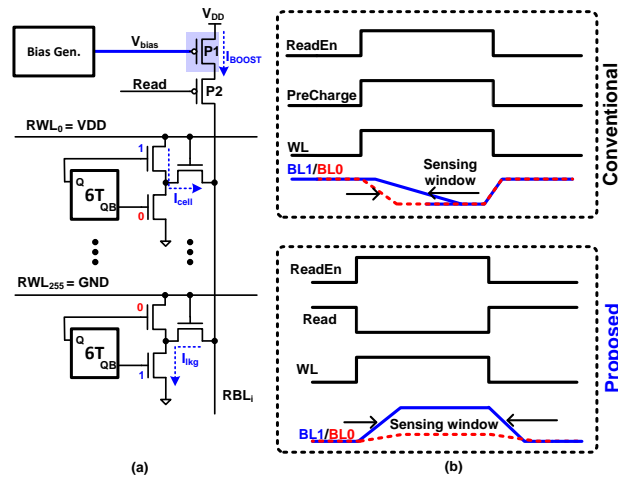 V_DD
Bias Gen.
V_bias
P1
I_BOOST
Read
P2
RWL_0 = VDD
1
Q
6T
QB
0
I_cell
RWL_255 = GND
0
Q
6T
QB
1
I_lkg
RBL_i
(a)
ReadEn
PreCharge
WL
BL1/BL0
Sensing
window
Conventional
ReadEn
Read
WL
BL1/BL0
Sensing window
Proposed
(b)